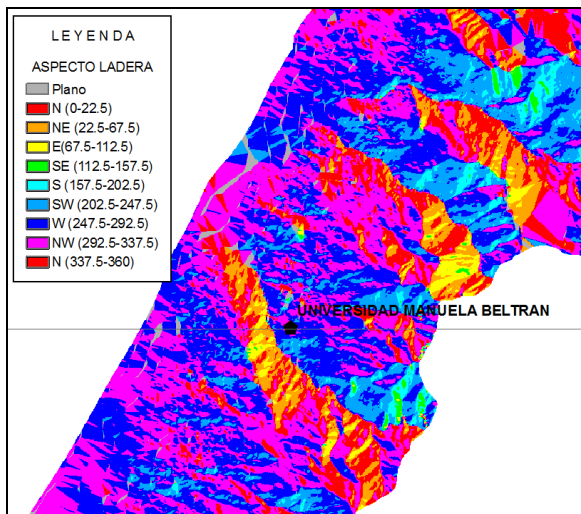 LEYENDA
ASPECTO LADERA
Plano
N (0-22.5)
NE (22.5-67.5)
E(67.5-112.5)
SE (112.5-157.5)
S (157.5-202.5)
SW (202.5-247.5)
W (247.5-292.5)
NW (292.5-337.5)
N (337.5-360)
UNIVERSIDAD MANUELA BELTRAN